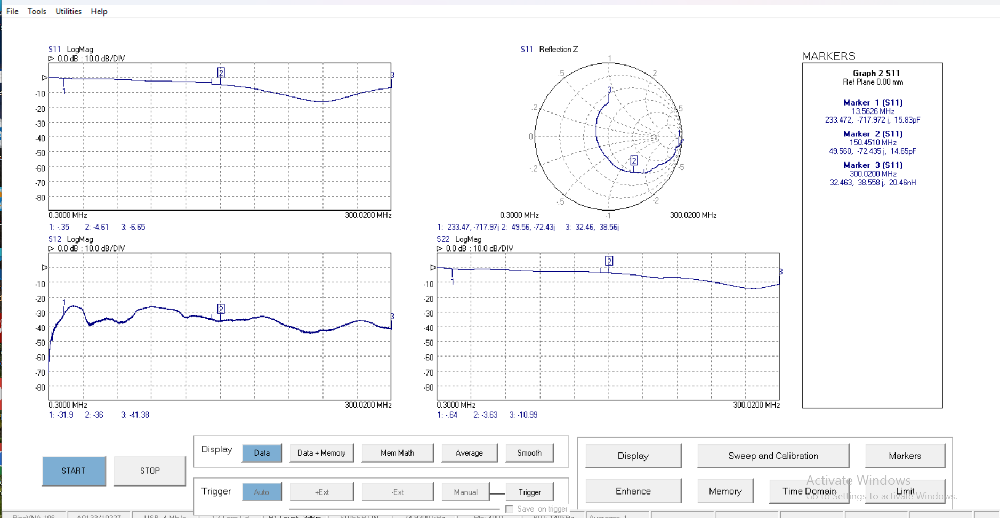 File Tools Utilities Help
S11 LogMag
0.0 dB : 10.0 dB/DIV
2
3
1
-10
-20
-30
-40
-50
-60
-70
-80
0.3000 MHz 300.0200 MHz
1: -.35 2: -4.61 3: -6.65
S11 Reflection Z
1
.5 2
3
.2 5
1
0
2
-.2 -5
-.5 -2
-1
0.3000 MHz 300.0200 MHz
1: 233.47, -717.97j 2: 49.56, -72.43j 3: 32.46, 38.56j
S12 LogMag
0.0 dB : 10.0 dB/DIV
-10
-20
1
2
-30
3
-40
-50
-60
-70
-80
0.3000 MHz 300.0200 MHz
1: -31.9 2: -36 3: -41.38
S22 LogMag
0.0 dB : 10.0 dB/DIV
2
3
1
-10
-20
-30
-40
-50
-60
-70
-80
0.3000 MHz 300.0200 MHz
1: -.64 2: -3.63 3: -10.99
MARKERS
Graph 2 S11
Ref Plane 0.00 mm
Marker 1 (S11)
13.5626 MHz
233.472, -717.972 j, 15.83pF
Marker 2 (S11)
150.4510 MHz
49.560, -72.435 j, 14.65pF
Marker 3 (S11)
300.0200 MHz
32.463, 38.558 j, 20.46nH
START STOP
Display Data Data + Memory Mem Math Average Smooth
Trigger Auto +Ext -Ext Manual Trigger
Save on trigger
Display Sweep and Calibration Markers
Enhance Memory Time Domain Limit
Activate Windows
Go to Settings to activate Windows.